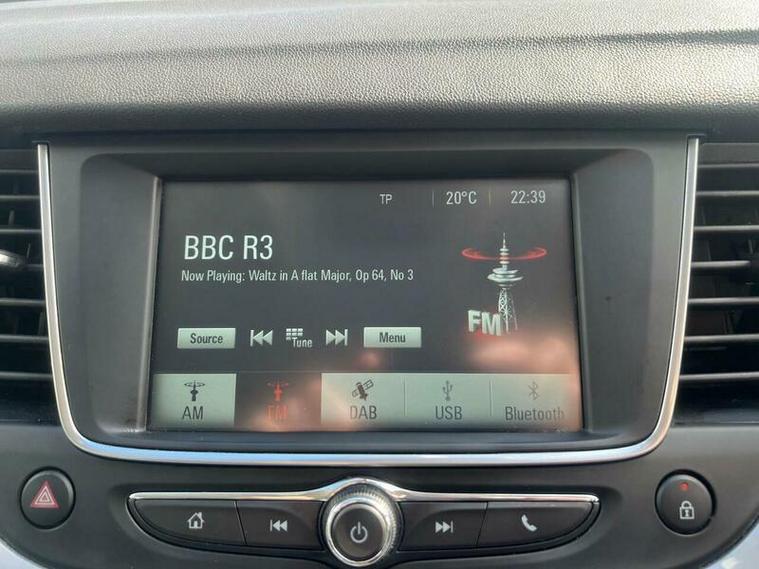 TP 20°C 22:39
BBC R3
Now Playing: Waltz in A flat Major, Op 64, No 3
FM
Source Tune Menu
AM FM DAB USB Bluetooth